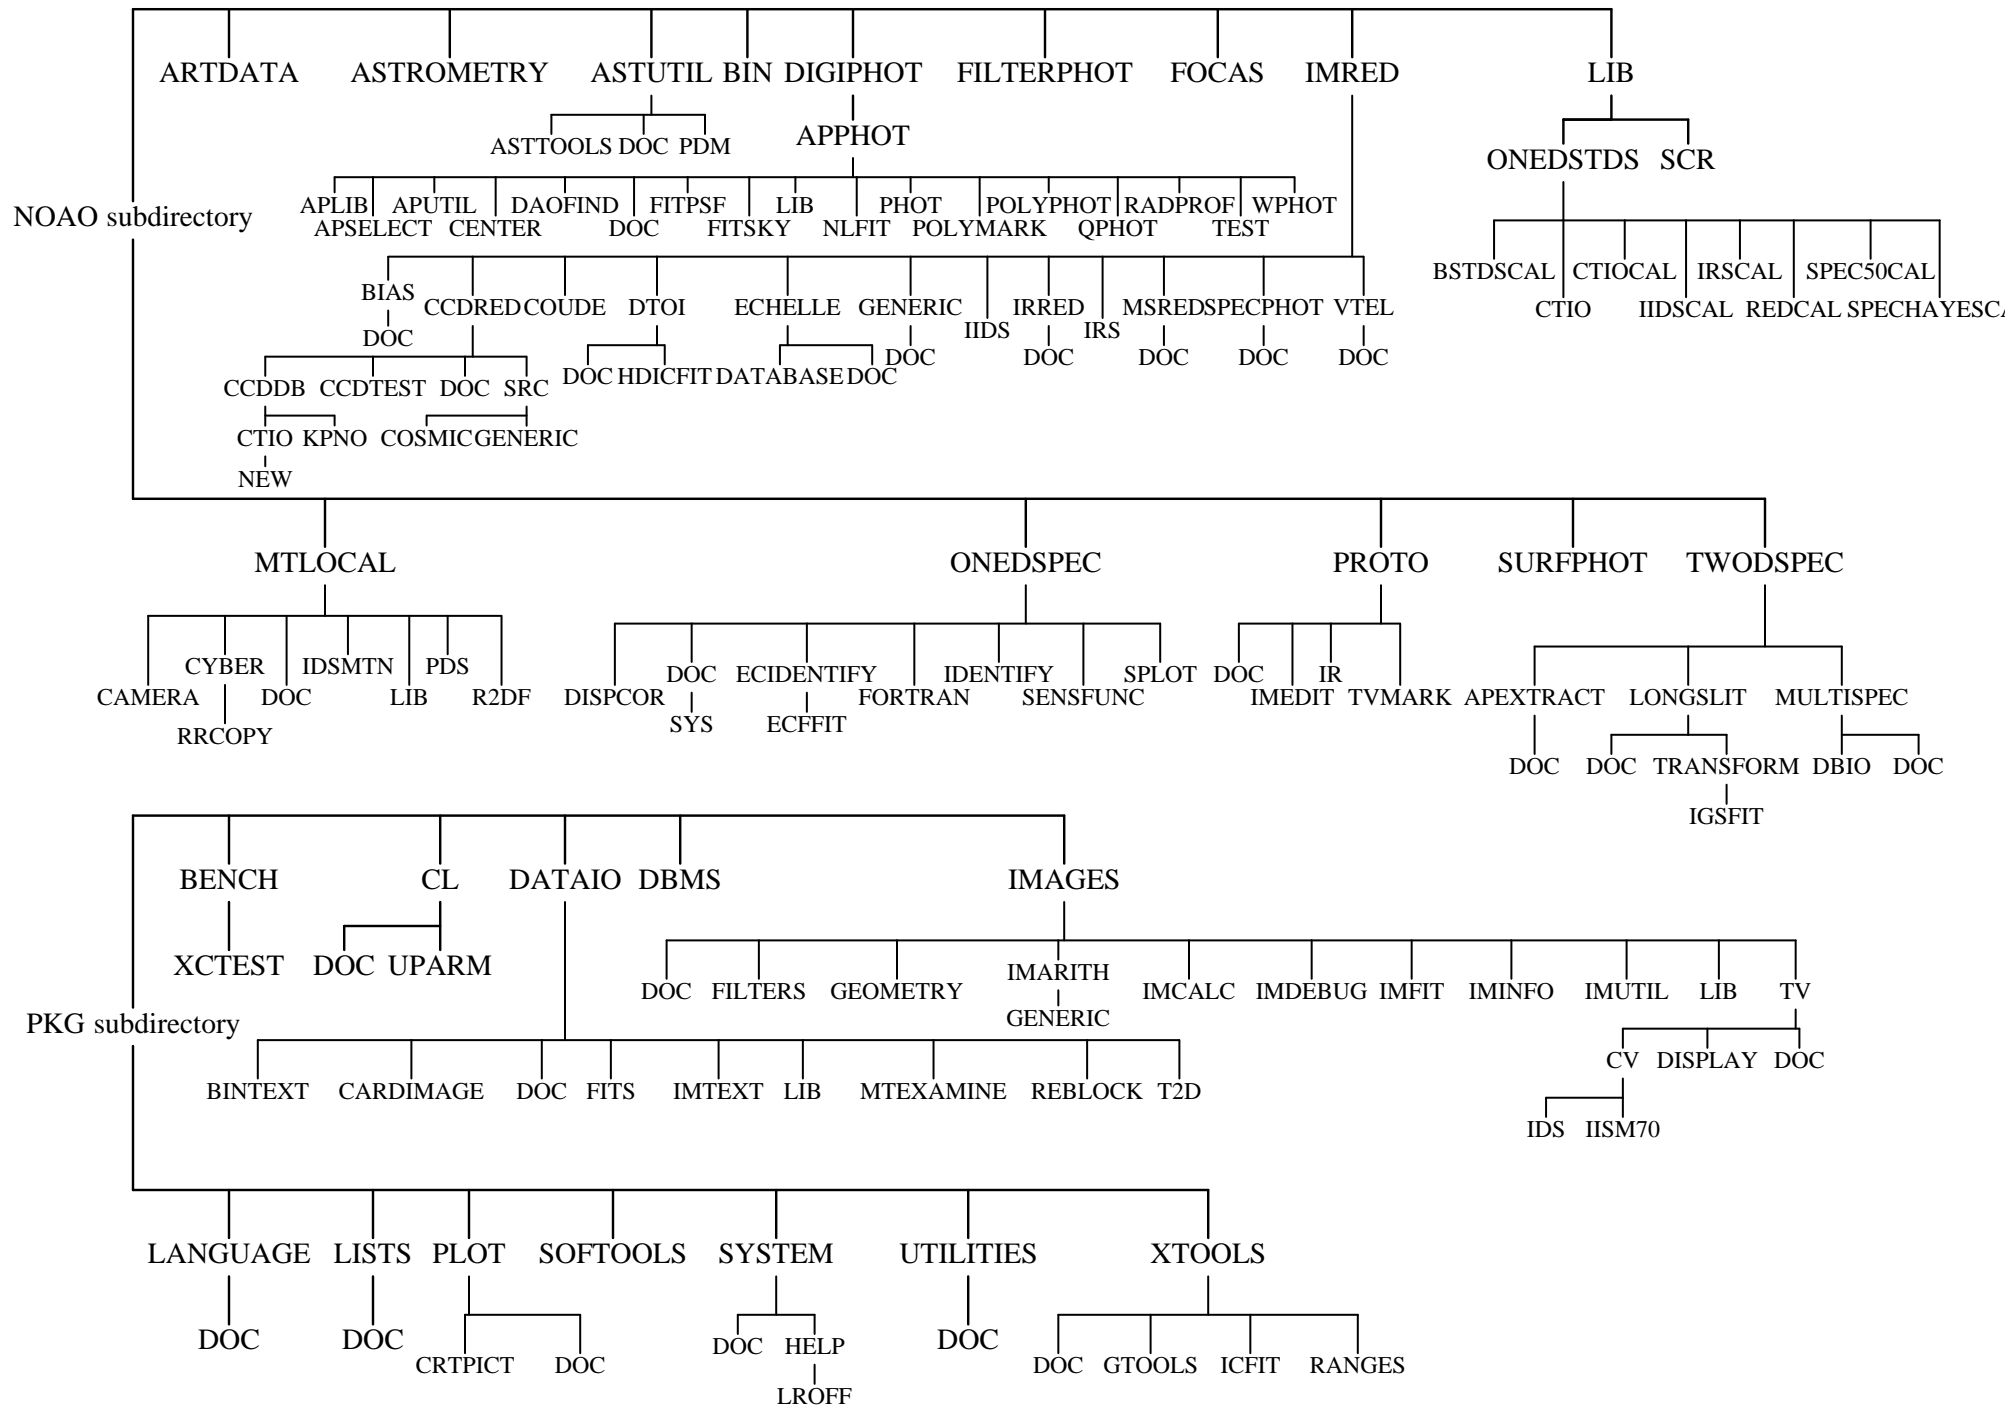 ARTDATA ASTROMETRY ASTUTIL BIN DIGIPHOT FILTERPHOT FOCAS IMRED LIB
ASTTOOLS DOC PDM APPHOT ONEDSTDS SCR
NOAO subdirectory
APLIB APUTIL DAOFIND FITPSF LIB PHOT POLYPHOT RADPROF WPHOT
APSELECT CENTER DOC FITSKY NLFIT POLYMARK QPHOT TEST
BSTDSCAL CTIOCAL IRSCAL SPEC50CAL
CTIO IIDSCAL REDCAL SPECHAYESCA
BIAS CCDRED COUDE DTOI ECHELLE GENERIC IIDS IRRED IRS MSRED SPECPHOT VTEL
DOC DOC DOC DOC DOC
DOC HDICFIT DATABASE DOC
CCDDB CCDTEST DOC SRC
CTIO KPNO COSMIC GENERIC
NEW
MTLOCAL ONEDSPEC PROTO SURFPHOT TWODSPEC
CYBER IDSMTN PDS DOC ECIDENTIFY IDENTIFY SPLOT DOC IR
CAMERA DOC LIB R2DF DISPCOR FORTRAN SENSFUNC IMEDIT TVMARK APEXTRACT LONGSLIT MULTISPEC
RRCOPY SYS ECFFIT
DOC DOC TRANSFORM DBIO DOC
IGSFIT
BENCH CL DATAIO DBMS IMAGES
XCTEST DOC UPARM
PKG subdirectory
DOC FILTERS GEOMETRY IMARITH IMCALC IMDEBUG IMFIT IMINFO IMUTIL LIB TV
GENERIC
CV DISPLAY DOC
BINTEXT CARDIMAGE DOC FITS IMTEXT LIB MTEXAMINE REBLOCK T2D
IDS IISM70
LANGUAGE LISTS PLOT SOFTOOLS SYSTEM UTILITIES XTOOLS
DOC DOC CRTPICT DOC DOC HELP DOC DOC GTOOLS ICFIT RANGES
LROFF